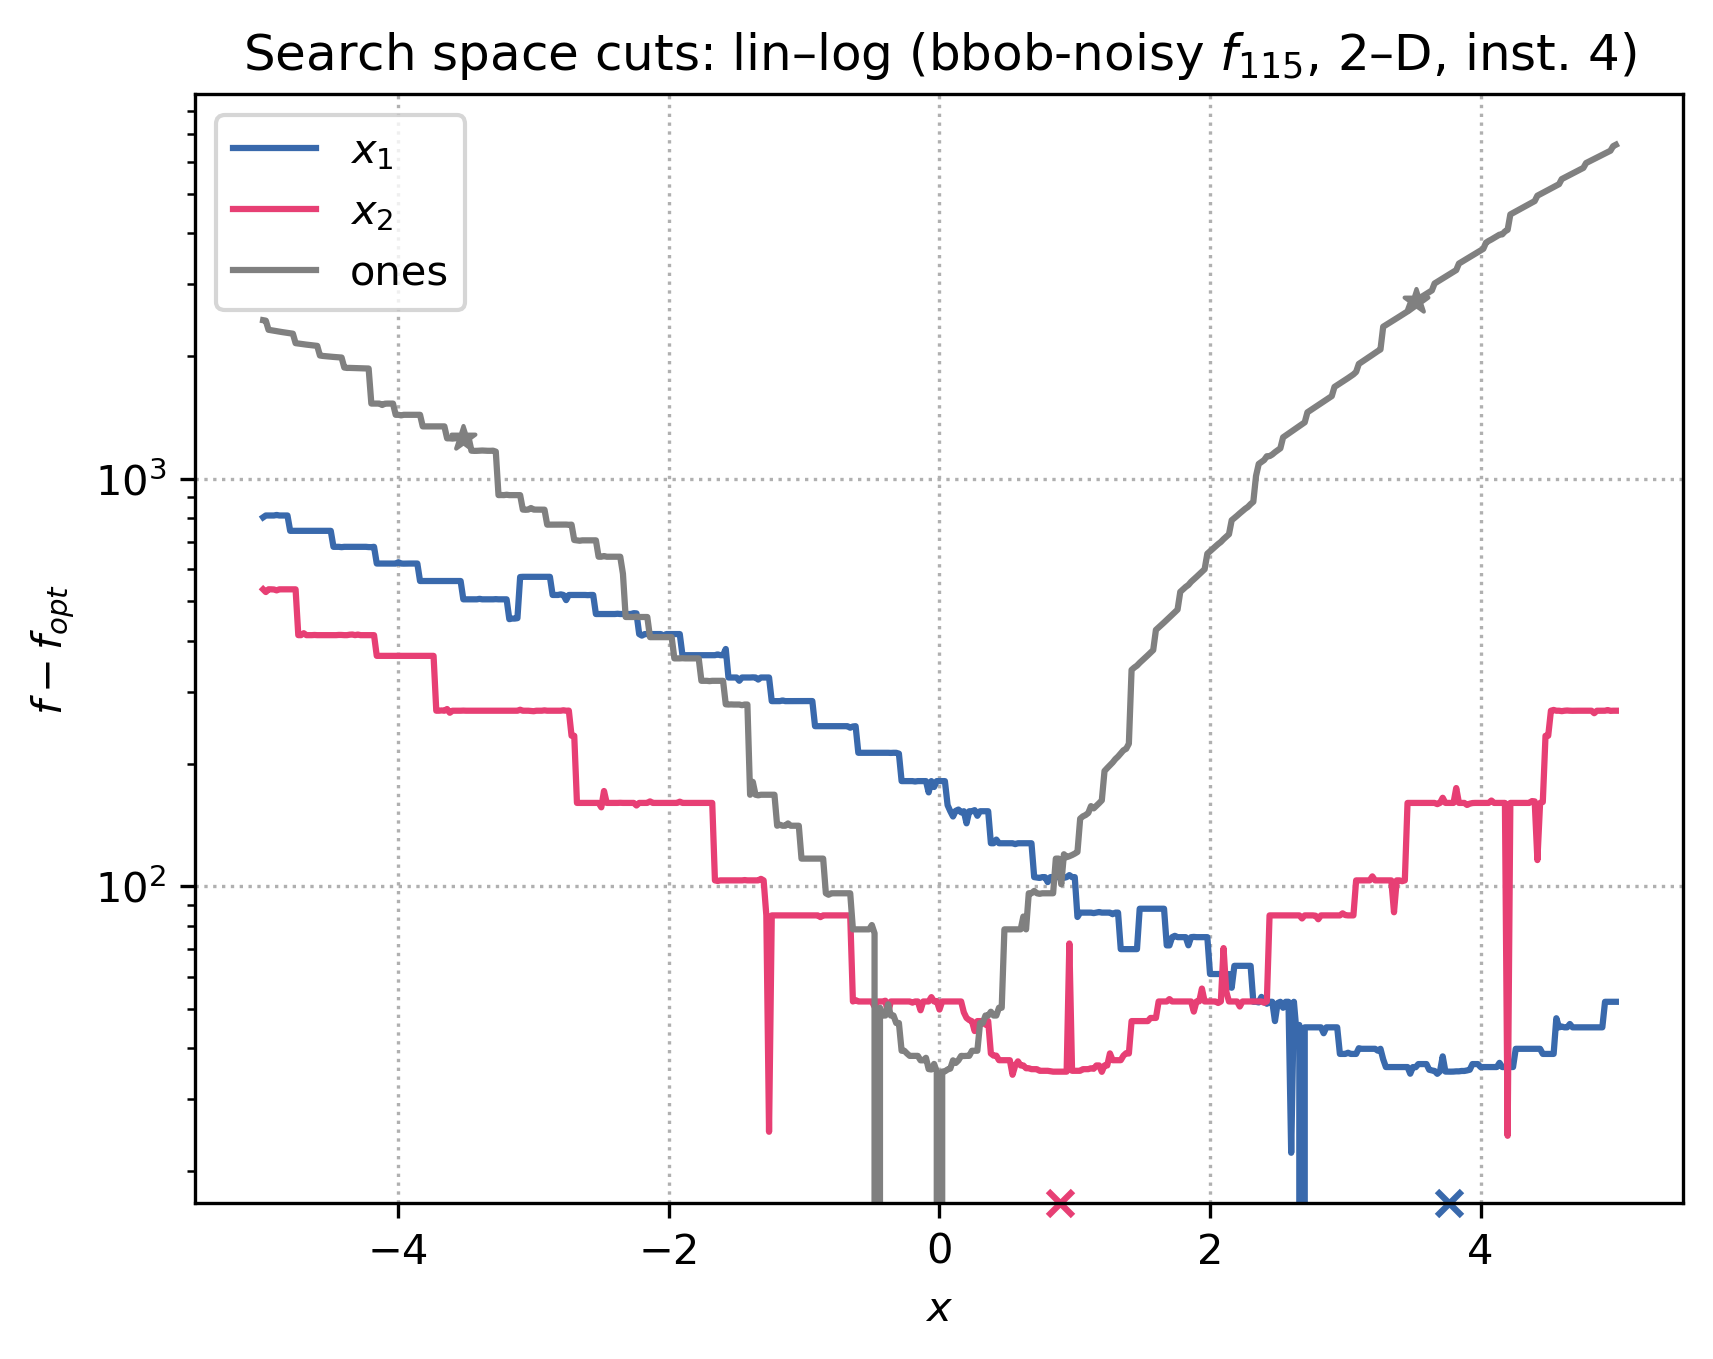 Search space cuts: lin–log (bbob-noisy f₁₁₅, 2–D, inst. 4)
x₁
x₂
ones
10³
10²
f − fₒₚₜ
−4 −2 0 2 4
x